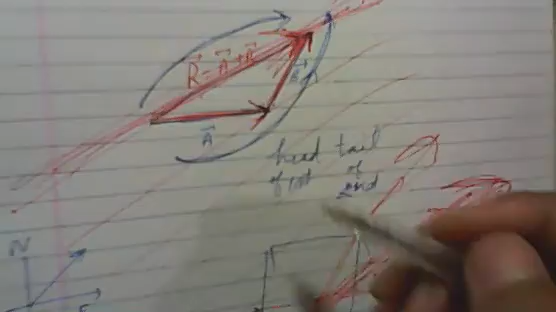 R = A + B
B
A
head tail
of 1st of
2nd
N